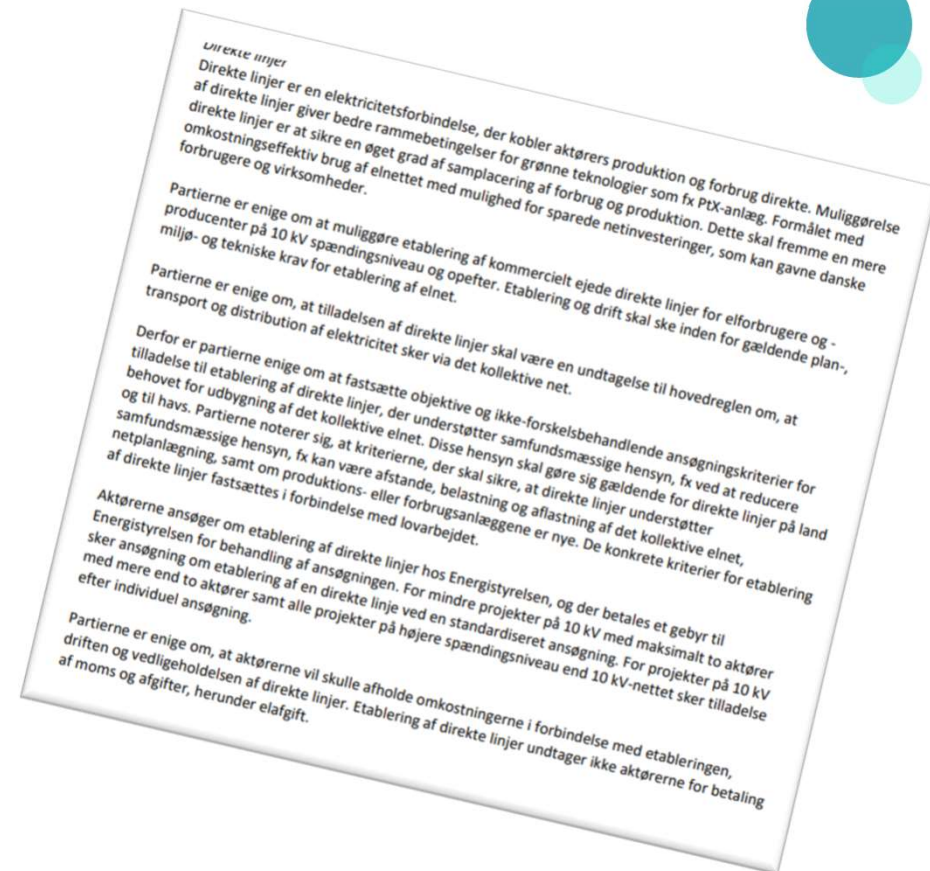 Direkte linjer
Direkte linjer er en elektricitetsforbindelse, der kobler aktørers produktion og forbrug direkte. Muliggørelse
af direkte linjer giver bedre rammebetingelser for grønne teknologier som fx PtX-anlæg. Formålet med
direkte linjer er at sikre en øget grad af samplacering af forbrug og produktion. Dette skal fremme en mere
omkostningseffektiv brug af elnettet med mulighed for sparede netinvesteringer, som kan gavne danske
forbrugere og virksomheder.
Partierne er enige om at muliggøre etablering af kommercielt ejede direkte linjer for elforbrugere og -
producenter på 10 kV spændingsniveau og opefter. Etablering og drift skal ske inden for gældende plan-,
miljø- og tekniske krav for etablering af elnet.
Partierne er enige om, at tilladelsen af direkte linjer skal være en undtagelse til hovedreglen om, at
transport og distribution af elektricitet sker via det kollektive net.
Derfor er partierne enige om at fastsætte objektive og ikke-forskelsbehandlende ansøgningskriterier for
tilladelse til etablering af direkte linjer, der understøtter samfundsmæssige hensyn, fx ved at reducere
behovet for udbygning af det kollektive elnet. Disse hensyn skal gøre sig gældende for direkte linjer på land
og til havs. Partierne noterer sig, at kriterierne, der skal sikre, at direkte linjer understøtter
samfundsmæssige hensyn, fx kan være afstande, belastning og aflastning af det kollektive elnet,
netplanlægning, samt om produktions- eller forbrugsanlæggene er nye. De konkrete kriterier for etablering
af direkte linjer fastsættes i forbindelse med lovarbejdet.
Aktørerne ansøger om etablering af direkte linjer hos Energistyrelsen, og der betales et gebyr til
Energistyrelsen for behandling af ansøgningen. For mindre projekter på 10 kV med maksimalt to aktører
sker ansøgning om etablering af en direkte linje ved en standardiseret ansøgning. For projekter på 10 kV
med mere end to aktører samt alle projekter på højere spændingsniveau end 10 kV-nettet sker tilladelse
efter individuel ansøgning.
Partierne er enige om, at aktørerne vil skulle afholde omkostningerne i forbindelse med etableringen,
driften og vedligeholdelsen af direkte linjer. Etablering af direkte linjer undtager ikke aktørerne for betaling
af moms og afgifter, herunder elafgift.